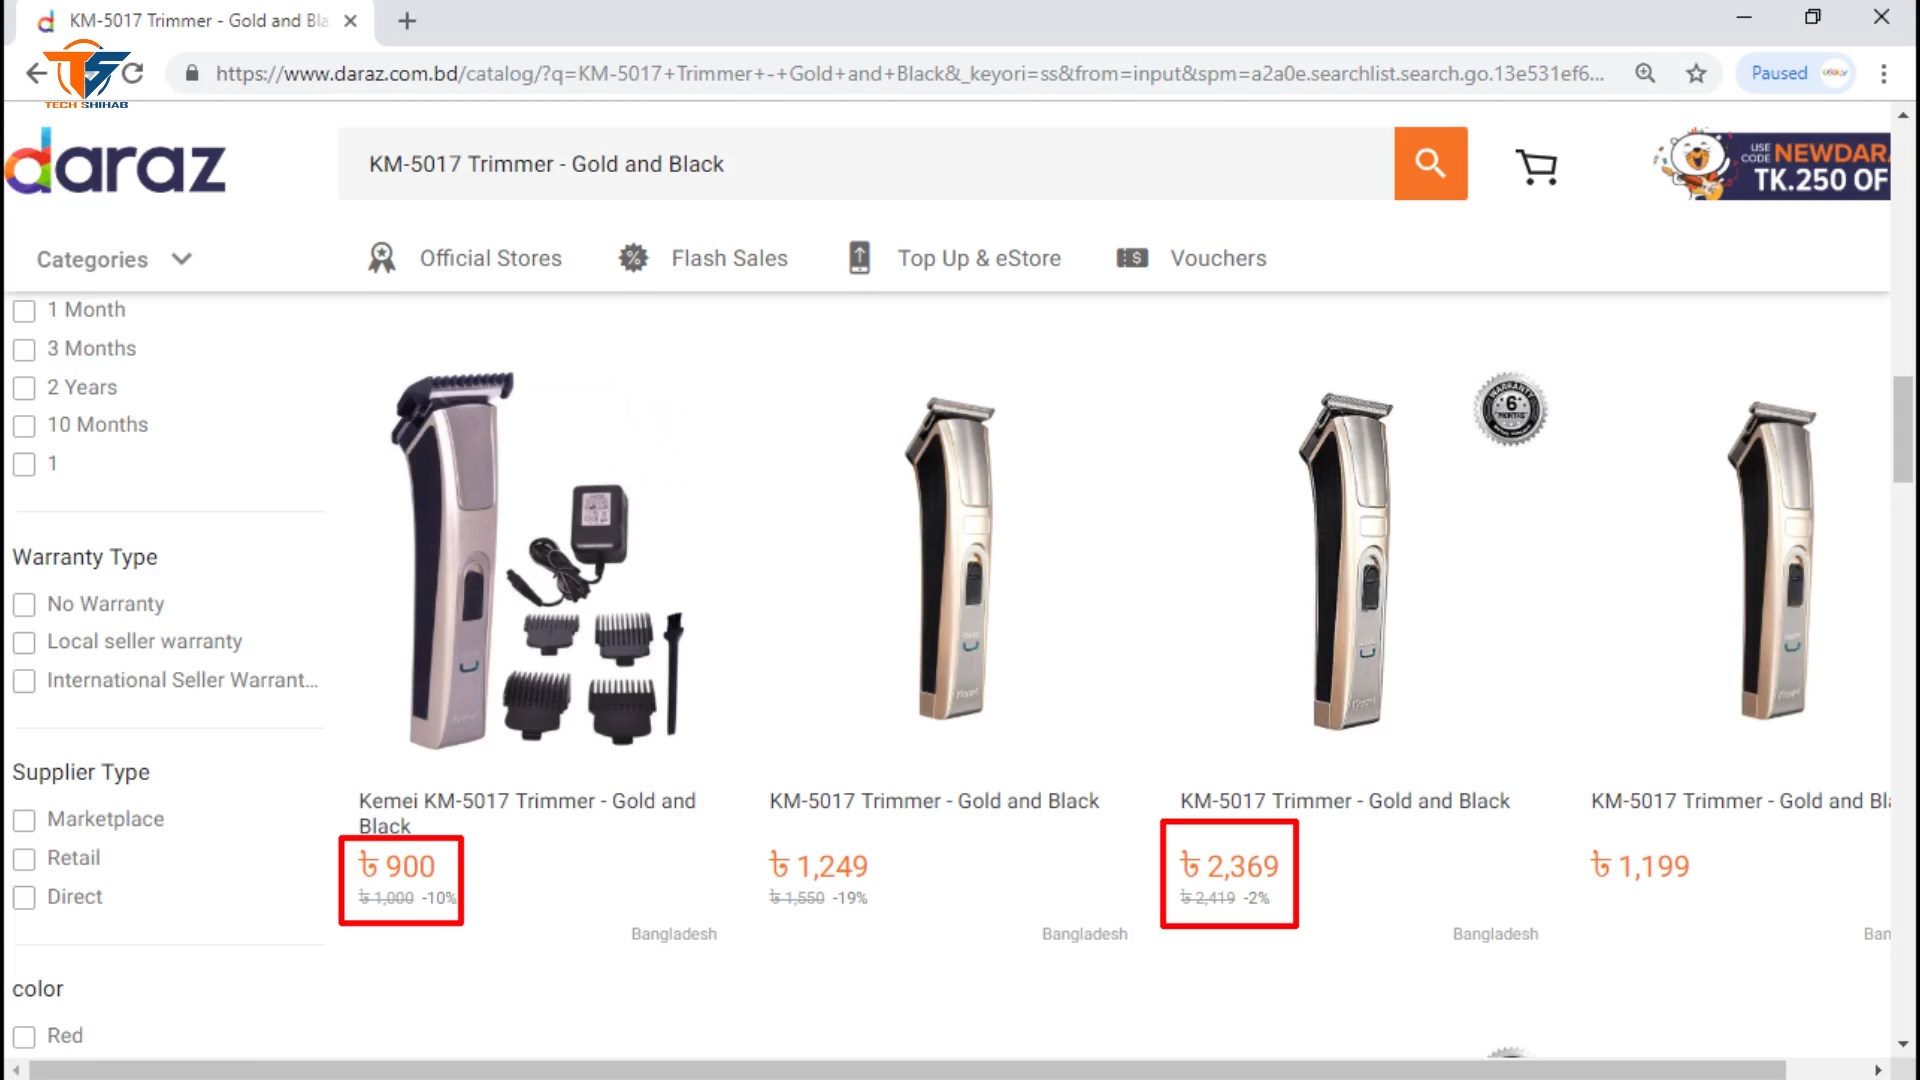 KM-5017 Trimmer - Gold and Bla
https://www.daraz.com.bd/catalog/?q=KM-5017+Trimmer+-+Gold+and+Black&_keyori=ss&from=input&spm=a2a0e.searchlist.search.go.13e531ef6...
Paused
TS
TECH SHIHAB
daraz
KM-5017 Trimmer - Gold and Black
USE CODE NEWDARA
TK.250 OF
Categories
Official Stores
Flash Sales
Top Up & eStore
Vouchers
1 Month
3 Months
2 Years
10 Months
1
Warranty Type
No Warranty
Local seller warranty
International Seller Warrant...
Supplier Type
Marketplace
Retail
Direct
color
Red
WARRANTY
6
MONTHS
Kemei KM-5017 Trimmer - Gold and
Black
৳ 900
৳ 1,000 -10%
Bangladesh
KM-5017 Trimmer - Gold and Black
৳ 1,249
৳ 1,550 -19%
Bangladesh
KM-5017 Trimmer - Gold and Black
৳ 2,369
৳ 2,419 -2%
Bangladesh
KM-5017 Trimmer - Gold and Bla
৳ 1,199
Ban